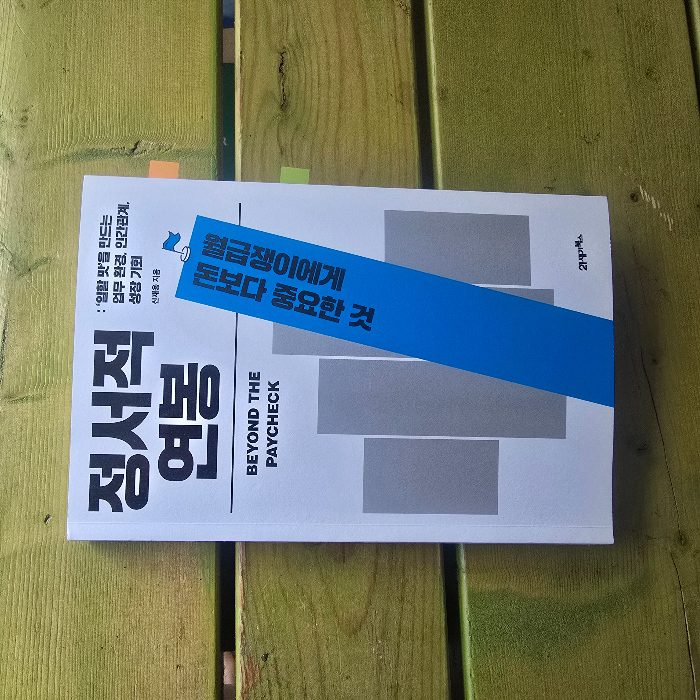 정서적
연봉
: '일할 맛'을 만드는
업무 환경, 인간관계,
성장 기회
신재용 지음
BEYOND THE
PAYCHECK
월급쟁이에게
돈보다 중요한 것
21세기북스